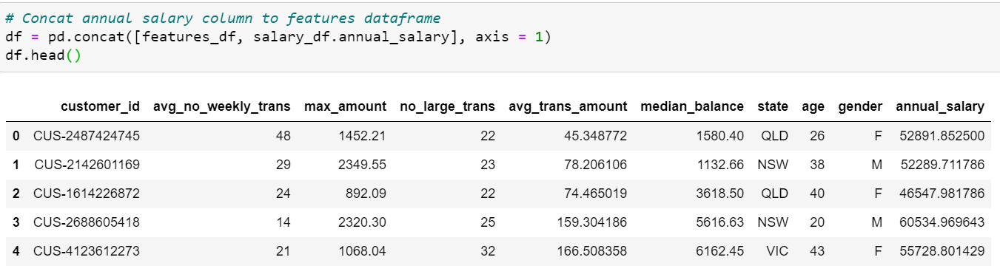 # Concat annual salary column to features dataframe
df = pd.concat([features_df, salary_df.annual_salary], axis = 1)
df.head()
customer_id avg_no_weekly_trans max_amount no_large_trans avg_trans_amount median_balance state age gender annual_salary
0 CUS-2487424745 48 1452.21 22 45.348772 1580.40 QLD 26 F 52891.852500
1 CUS-2142601169 29 2349.55 23 78.206106 1132.66 NSW 38 M 52289.711786
2 CUS-1614226872 24 892.09 22 74.465019 3618.50 QLD 40 F 46547.981786
3 CUS-2688605418 14 2320.30 25 159.304186 5616.63 NSW 20 M 60534.969643
4 CUS-4123612273 21 1068.04 32 166.508358 6162.45 VIC 43 F 55728.801429